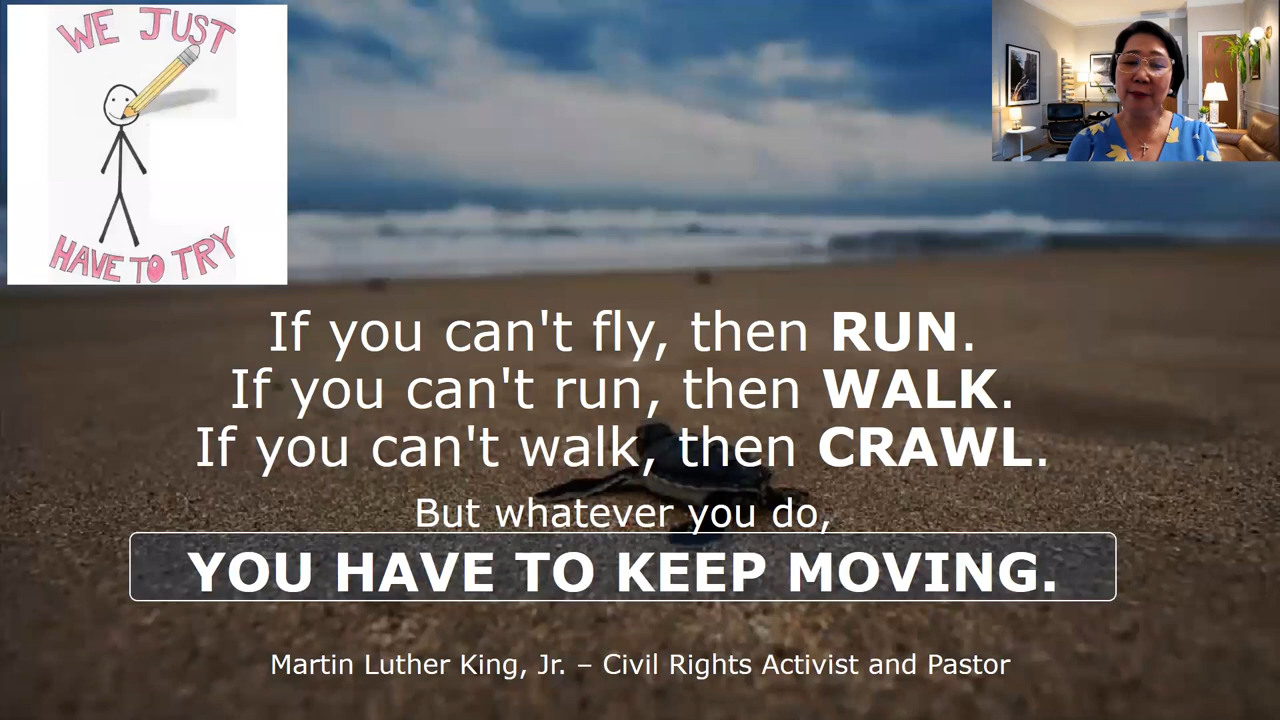 WE JUST
HAVE TO TRY
If you can't fly, then RUN.
If you can't run, then WALK.
If you can't walk, then CRAWL.
But whatever you do,
YOU HAVE TO KEEP MOVING.
Martin Luther King, Jr. – Civil Rights Activist and Pastor